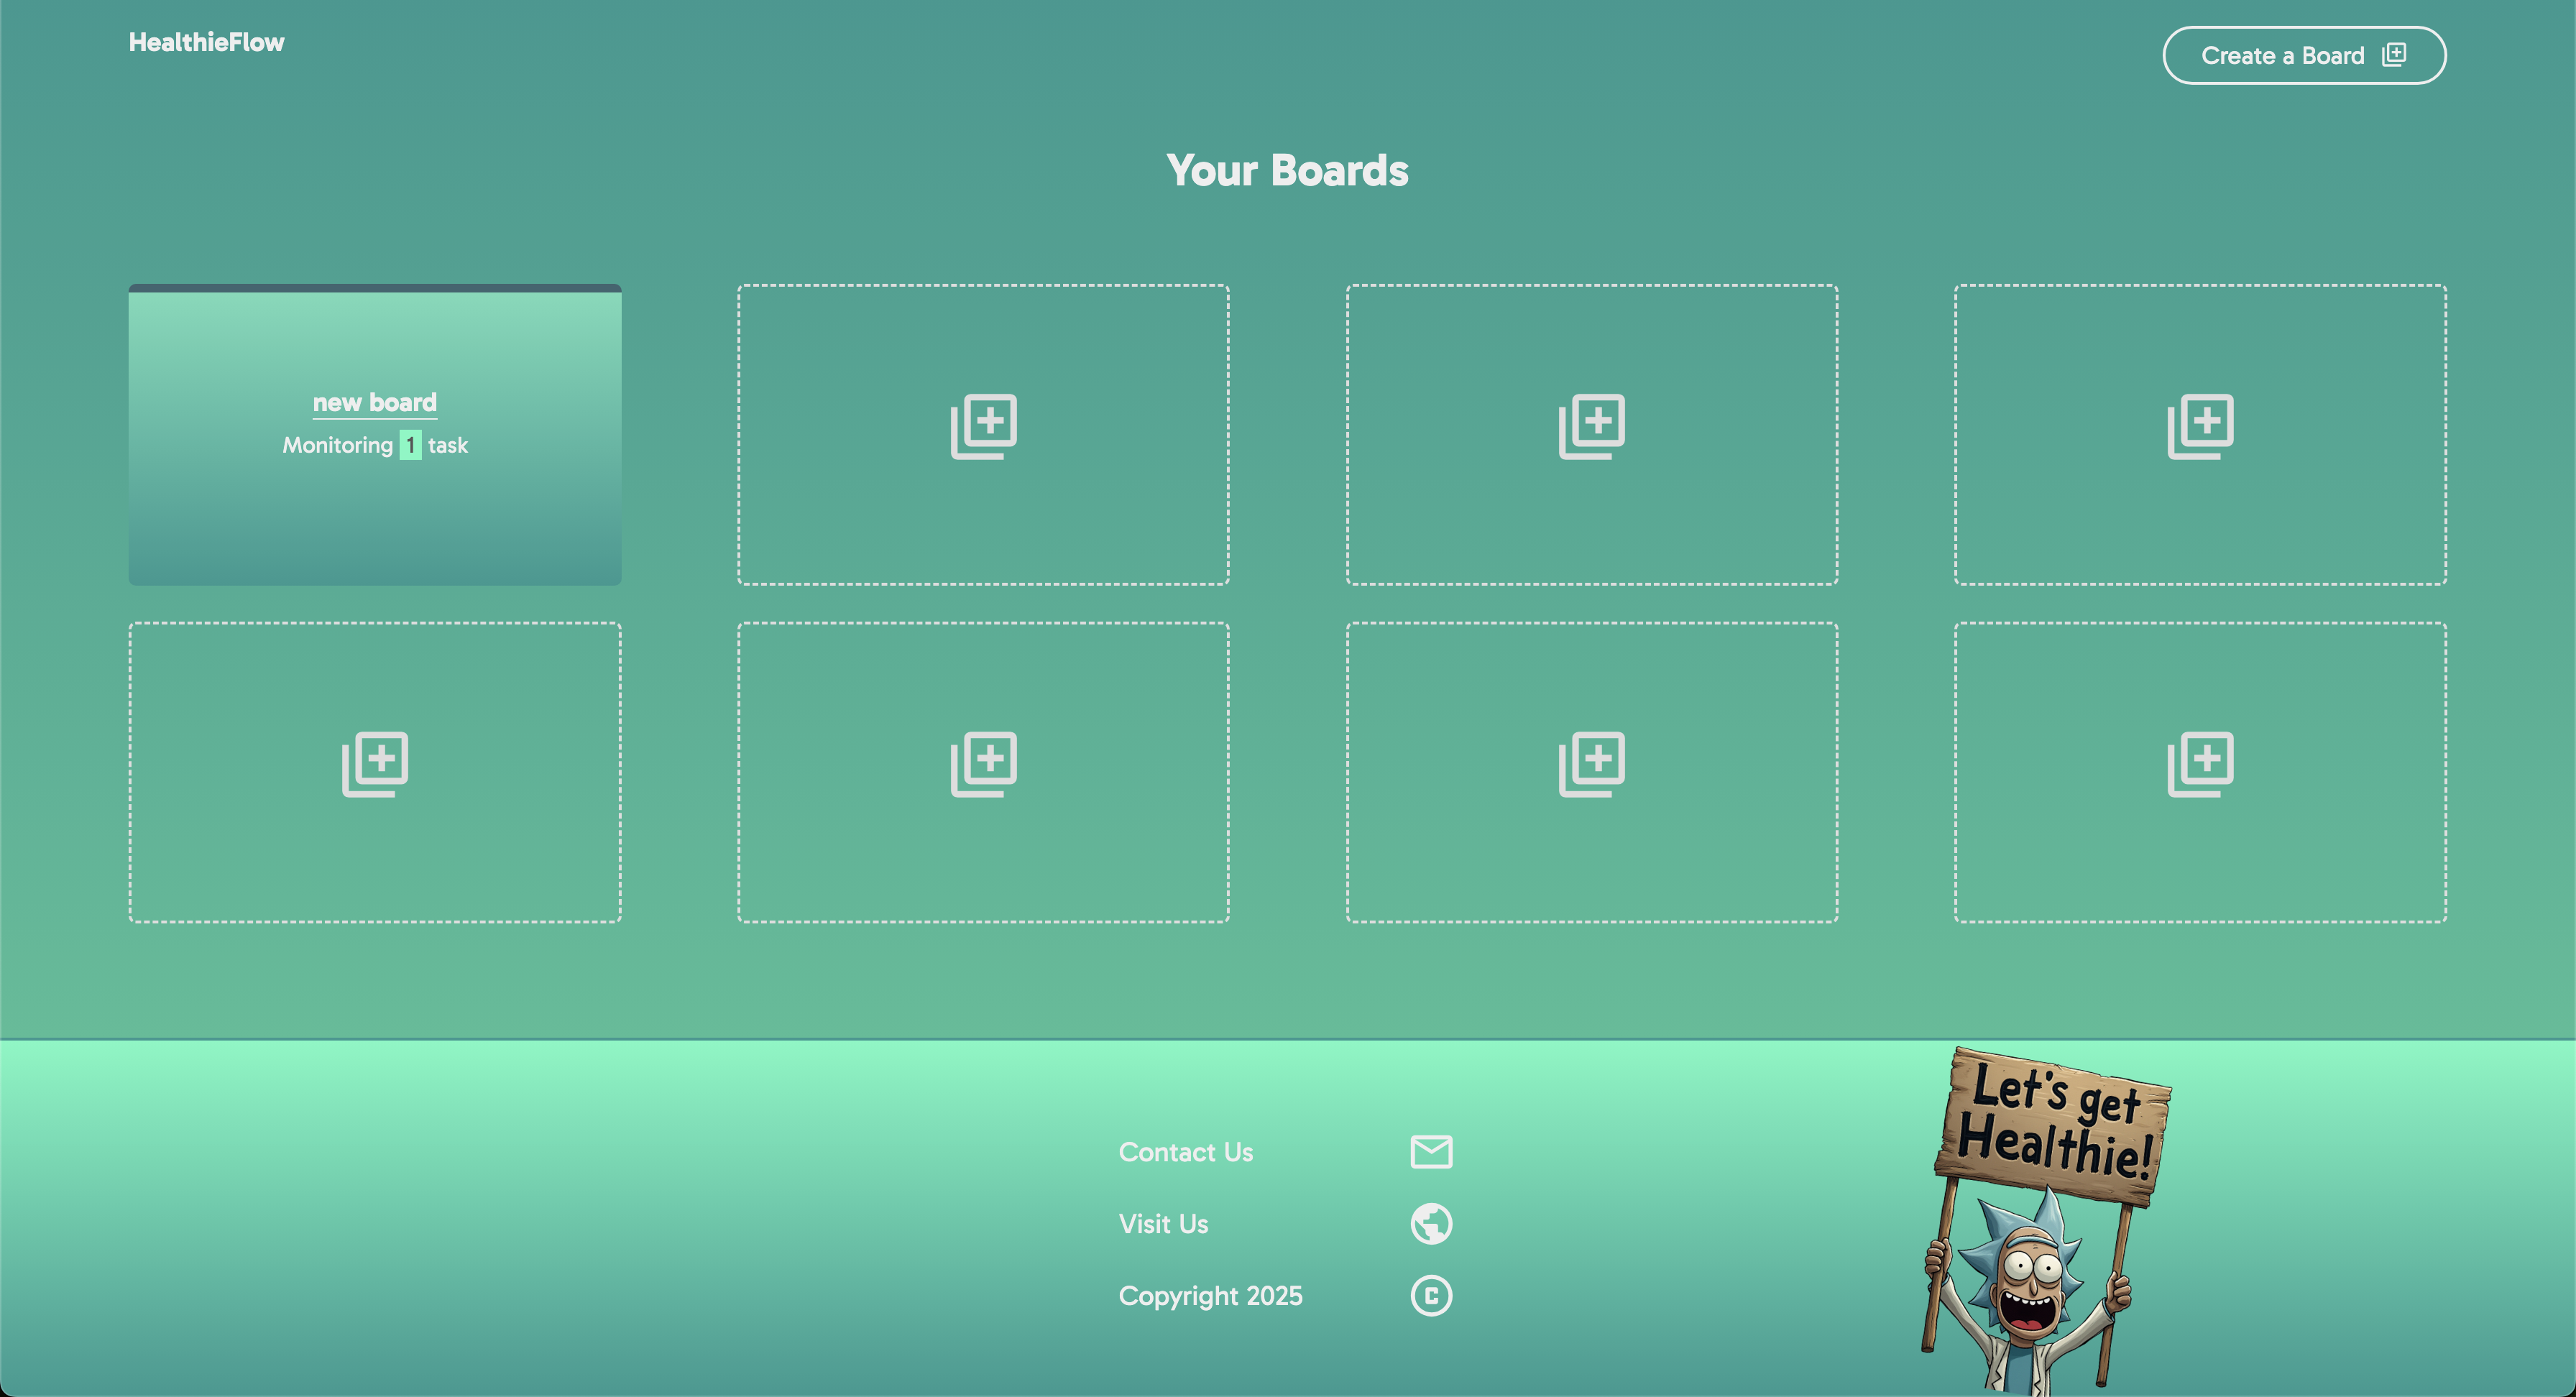 HealthieFlow
Create a Board
Your Boards
new board
Monitoring 1 task
Contact Us
Visit Us
Copyright 2025
Let's get
Healthie!